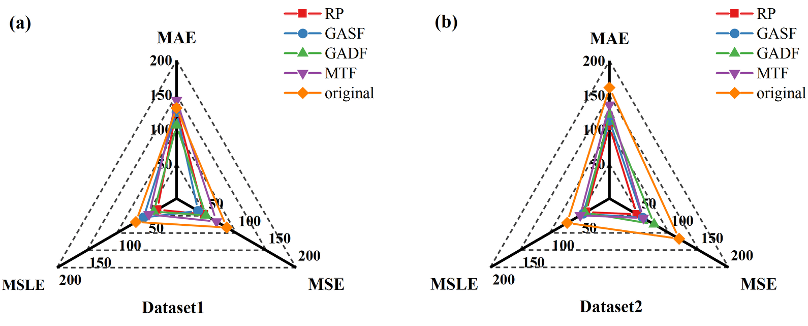 (a)
MAE
200
150
100
50
50
100
150
200
MSE
50
100
150
200
MSLE
RP
GASF
GADF
MTF
original
Dataset1
(b)
MAE
200
150
100
50
50
100
150
200
MSE
50
100
150
200
MSLE
RP
GASF
GADF
MTF
original
Dataset2